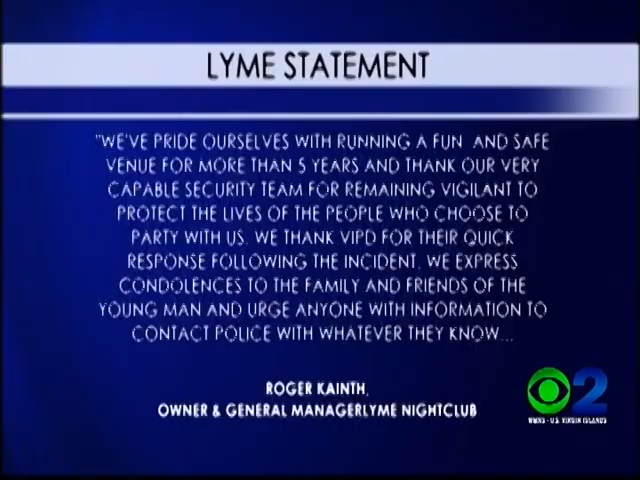 LYME STATEMENT
"WE'VE PRIDE OURSELVES WITH RUNNING A FUN AND SAFE
VENUE FOR MORE THAN 5 YEARS AND THANK OUR VERY
CAPABLE SECURITY TEAM FOR REMAINING VIGILANT TO
PROTECT THE LIVES OF THE PEOPLE WHO CHOOSE TO
PARTY WITH US. WE THANK VIPD FOR THEIR QUICK
RESPONSE FOLLOWING THE INCIDENT. WE EXPRESS
CONDOLENCES TO THE FAMILY AND FRIENDS OF THE
YOUNG MAN AND URGE ANYONE WITH INFORMATION TO
CONTACT POLICE WITH WHATEVER THEY KNOW...
ROGER KAINTH,
OWNER & GENERAL MANAGERLYME NIGHTCLUB
2
WMNS - U.S. VIRGIN ISLANDS